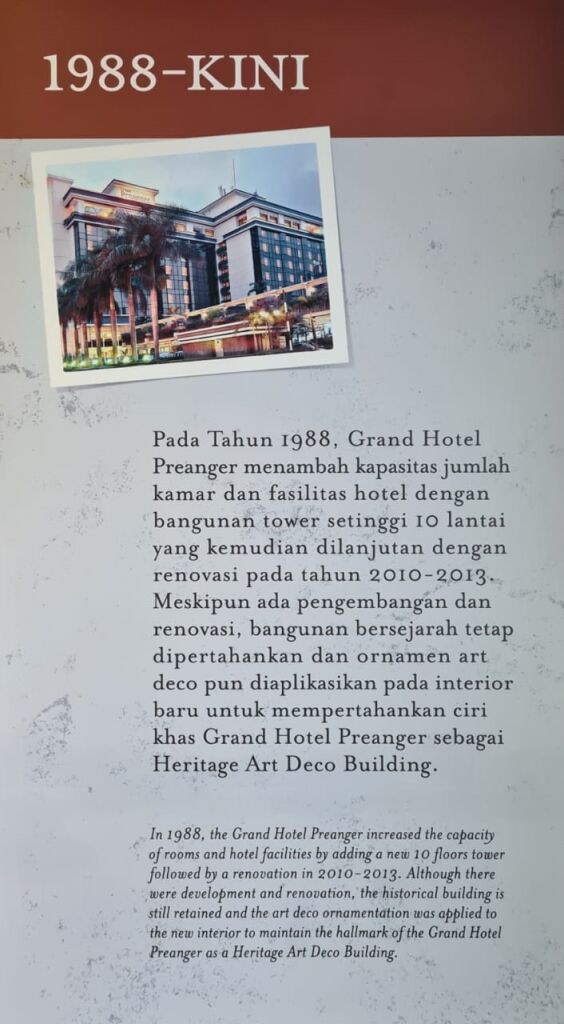 1988–KINI
Pada Tahun 1988, Grand Hotel
Preanger menambah kapasitas jumlah
kamar dan fasilitas hotel dengan
bangunan tower setinggi 10 lantai
yang kemudian dilanjutan dengan
renovasi pada tahun 2010-2013.
Meskipun ada pengembangan dan
renovasi, bangunan bersejarah tetap
dipertahankan dan ornamen art
deco pun diaplikasikan pada interior
baru untuk mempertahankan ciri
khas Grand Hotel Preanger sebagai
Heritage Art Deco Building.
In 1988, the Grand Hotel Preanger increased the capacity
of rooms and hotel facilities by adding a new 10 floors tower
followed by a renovation in 2010-2013. Although there
were development and renovation, the historical building is
still retained and the art deco ornamentation was applied to
the new interior to maintain the hallmark of the Grand Hotel
Preanger as a Heritage Art Deco Building.